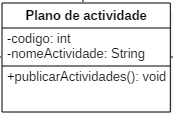 Plano de actividade
-codigo: int
-nomeActividade: String
+publicarActividades(): void